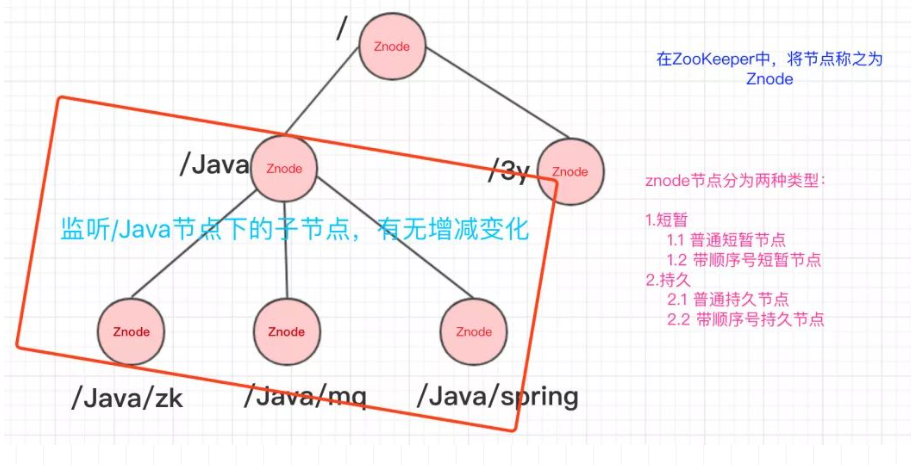 /
Znode
在ZooKeeper中，将节点称之为
Znode
/Java
Znode
/3y
Znode
znode节点分为两种类型：
监听/Java节点下的子节点，有无增减变化
1.短暂
1.1 普通短暂节点
1.2 带顺序号短暂节点
2.持久
2.1 普通持久节点
2.2 带顺序号持久节点
Znode
Znode
Znode
/Java/zk
/Java/mq
/Java/spring